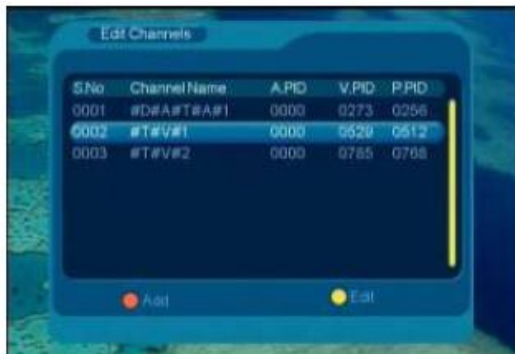 Edit Channels
S.No Channel Name A.PID V.PID P.PID
0001 #D#A#T#A#1 0000 0273 0256
0002 #T#V#1 0000 0529 0512
0003 #T#V#2 0000 0785 0768
Add Edit